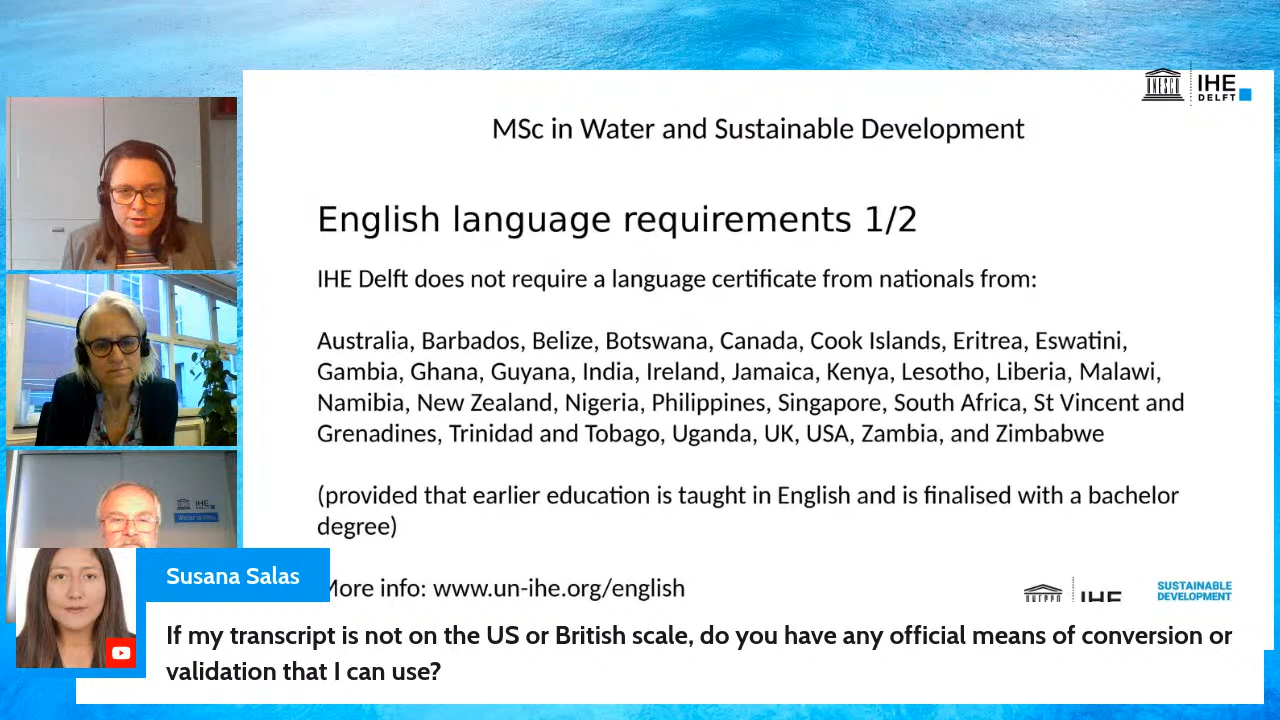 UNESCO
IHE
DELFT
MSc in Water and Sustainable Development
English language requirements 1/2
IHE Delft does not require a language certificate from nationals from:
Australia, Barbados, Belize, Botswana, Canada, Cook Islands, Eritrea, Eswatini,
Gambia, Ghana, Guyana, India, Ireland, Jamaica, Kenya, Lesotho, Liberia, Malawi,
Namibia, New Zealand, Nigeria, Philippines, Singapore, South Africa, St Vincent and
Grenadines, Trinidad and Tobago, Uganda, UK, USA, Zambia, and Zimbabwe
(provided that earlier education is taught in English and is finalised with a bachelor
degree)
More info: www.un-ihe.org/english
IHE
SUSTAINABLE
DEVELOPMENT
IHE
Susana Salas
If my transcript is not on the US or British scale, do you have any official means of conversion or
validation that I can use?